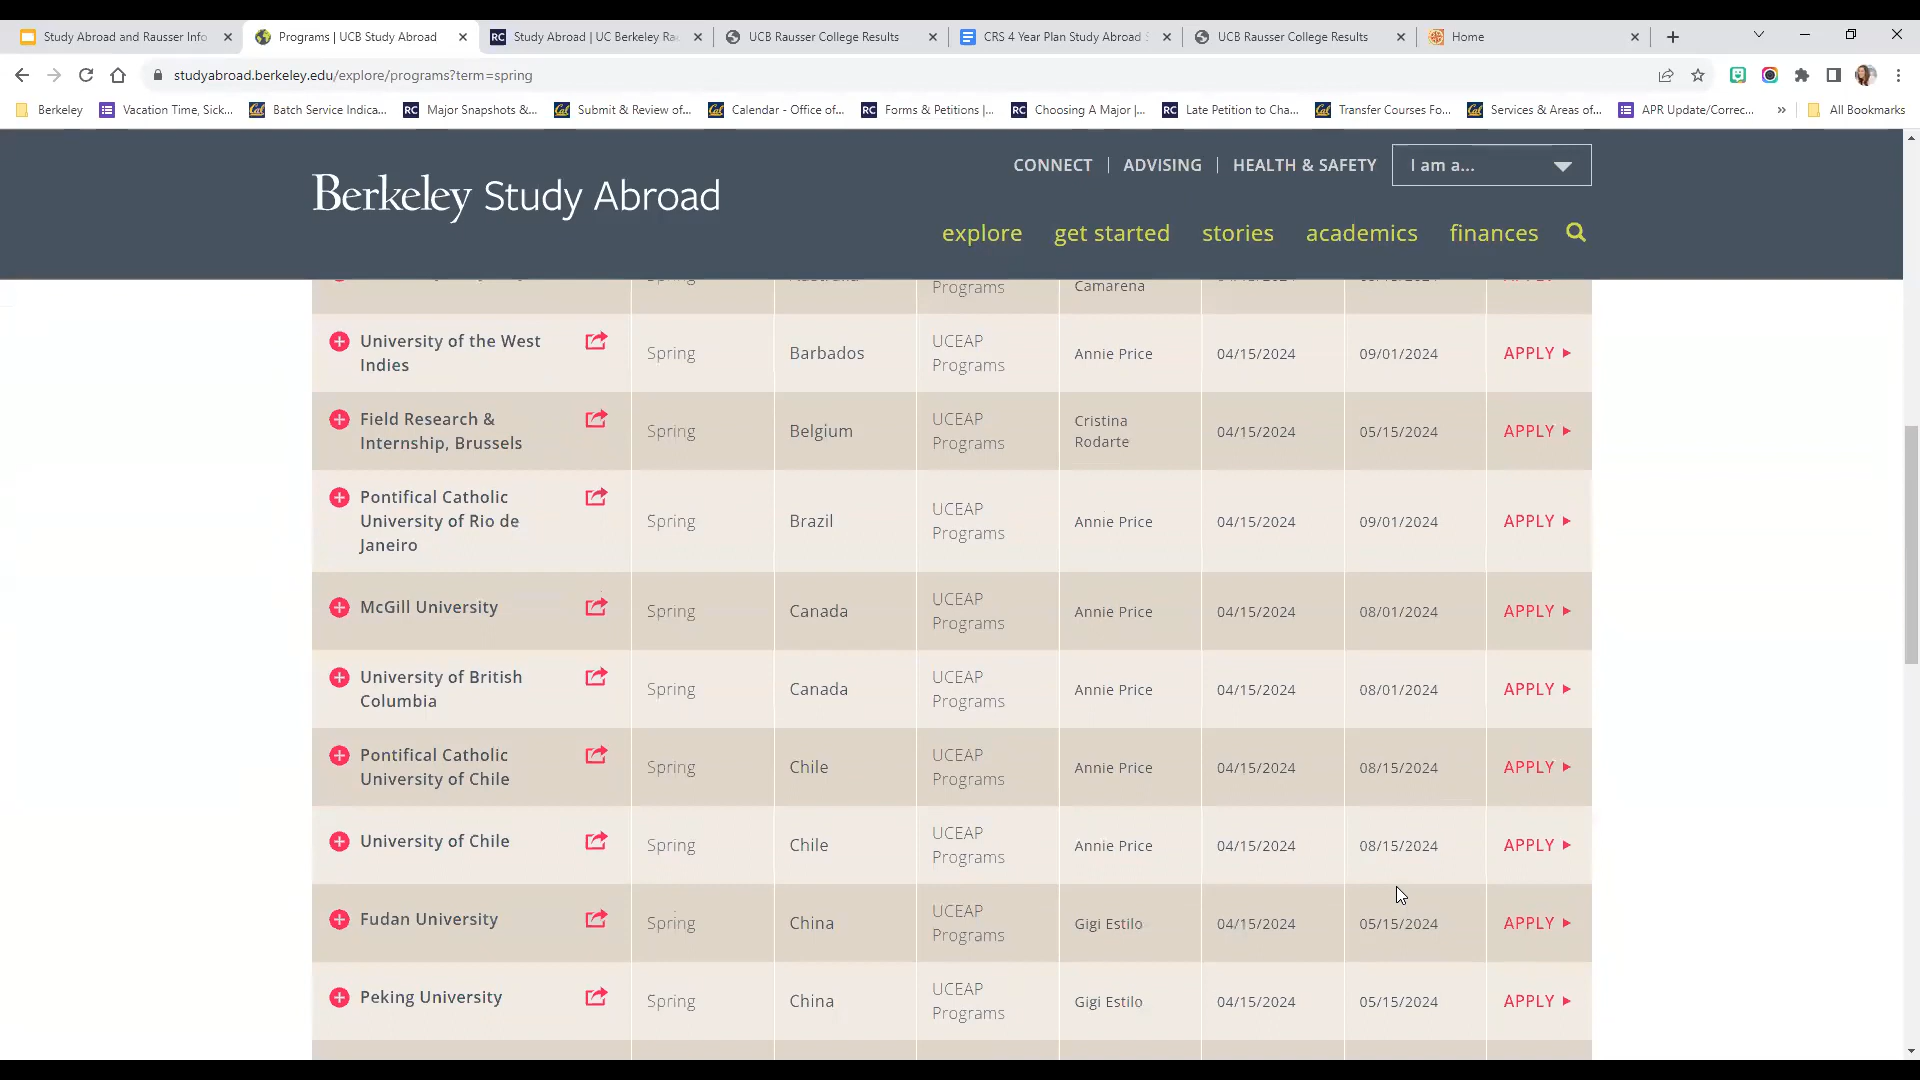 Study Abroad and Rausser Info
Programs | UCB Study Abroad
RC Study Abroad | UC Berkeley Ra
UCB Rausser College Results
CRS 4 Year Plan Study Abroad
UCB Rausser College Results
Home
studyabroad.berkeley.edu/explore/programs?term=spring
Berkeley
Vacation Time, Sick...
Cal Batch Service Indica...
RC Major Snapshots &...
Cal Submit & Review of...
Cal Calendar - Office of...
RC Forms & Petitions |...
RC Choosing A Major |...
RC Late Petition to Cha...
Cal Transfer Courses Fo...
Cal Services & Areas of...
APR Update/Correc...
»
All Bookmarks
CONNECT | ADVISING | HEALTH & SAFETY
I am a...
Berkeley Study Abroad
explore get started stories academics finances
Programs Camarena
University of the West Indies Spring Barbados UCEAP Programs Annie Price 04/15/2024 09/01/2024 APPLY
Field Research & Internship, Brussels Spring Belgium UCEAP Programs Cristina Rodarte 04/15/2024 05/15/2024 APPLY
Pontifical Catholic University of Rio de Janeiro Spring Brazil UCEAP Programs Annie Price 04/15/2024 09/01/2024 APPLY
McGill University Spring Canada UCEAP Programs Annie Price 04/15/2024 08/01/2024 APPLY
University of British Columbia Spring Canada UCEAP Programs Annie Price 04/15/2024 08/01/2024 APPLY
Pontifical Catholic University of Chile Spring Chile UCEAP Programs Annie Price 04/15/2024 08/15/2024 APPLY
University of Chile Spring Chile UCEAP Programs Annie Price 04/15/2024 08/15/2024 APPLY
Fudan University Spring China UCEAP Programs Gigi Estilo 04/15/2024 05/15/2024 APPLY
Peking University Spring China UCEAP Programs Gigi Estilo 04/15/2024 05/15/2024 APPLY